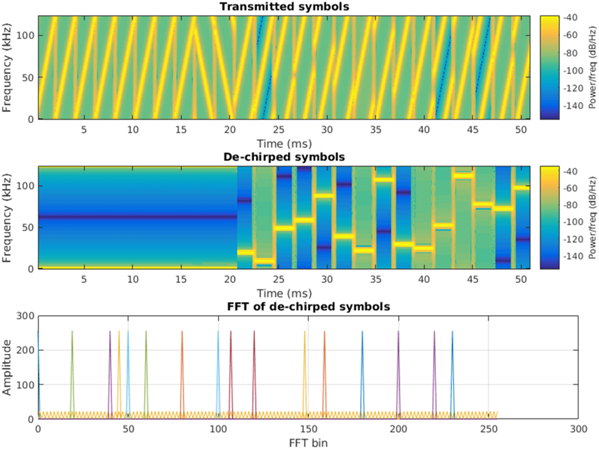 Transmitted symbols
Frequency (kHz)
100
50
0
5 10 15 20 25 30 35 40 45 50
Time (ms)
-40
-60
-80
-100
-120
-140
Power/freq (dB/Hz)
De-chirped symbols
Frequency (kHz)
100
50
0
0 5 10 15 20 25 30 35 40 45 50
Time (ms)
-40
-60
-80
-100
-120
-140
Power/freq (dB/Hz)
FFT of de-chirped symbols
Amplitude
300
200
100
0
0 50 100 150 200 250 300
FFT bin